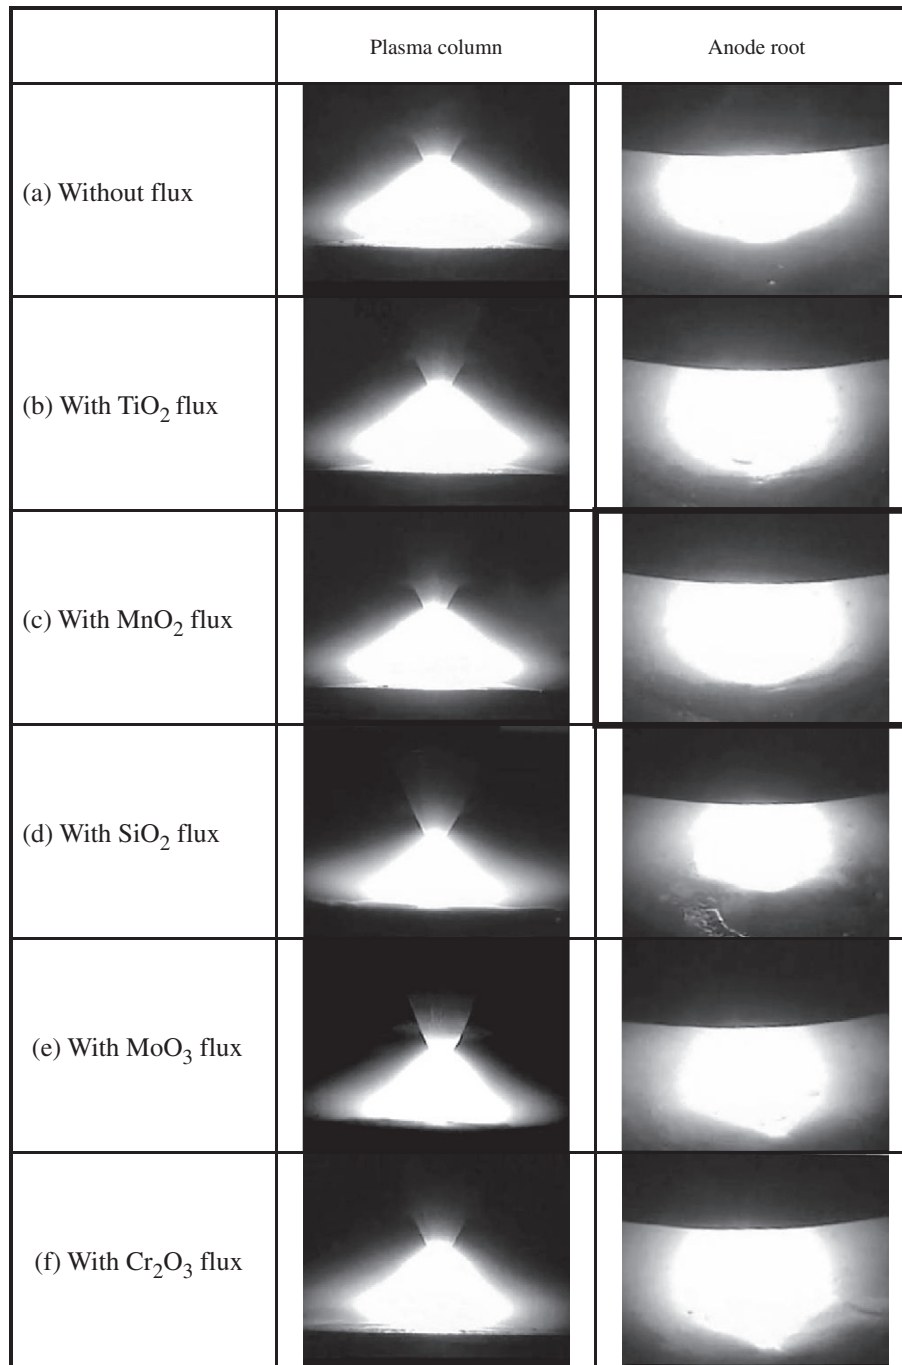 Plasma column
Anode root
(a) Without flux
(b) With TiO₂ flux
(c) With MnO₂ flux
(d) With SiO₂ flux
(e) With MoO₃ flux
(f) With Cr₂O₃ flux